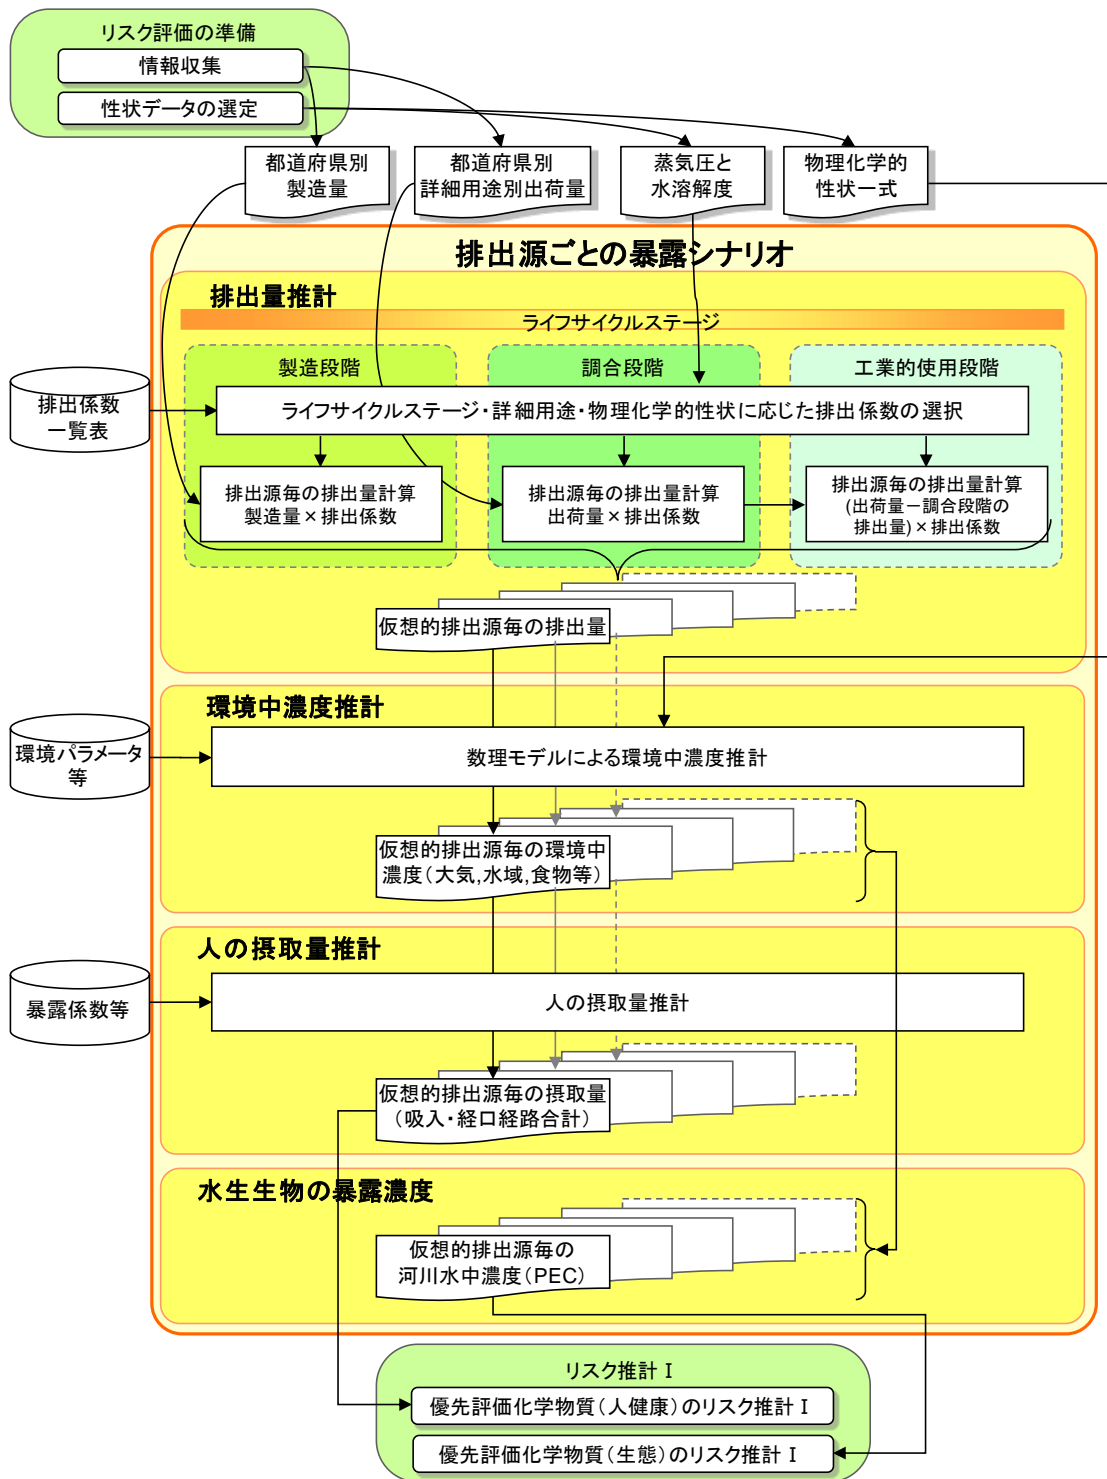 リスク評価の準備
情報収集
性状データの選定
都道府県別
製造量
都道府県別
詳細用途別出荷量
蒸気圧と
水溶解度
物理化学的
性状一式
排出源ごとの暴露シナリオ
排出量推計
ライフサイクルステージ
製造段階
調合段階
工業的使用段階
排出係数
一覧表
ライフサイクルステージ・詳細用途・物理化学的性状に応じた排出係数の選択
排出源毎の排出量計算
製造量×排出係数
排出源毎の排出量計算
出荷量×排出係数
排出源毎の排出量計算
(出荷量－調合段階の
排出量)×排出係数
仮想的排出源毎の排出量
環境中濃度推計
環境パラメータ
等
数理モデルによる環境中濃度推計
仮想的排出源毎の環境中
濃度(大気,水域,食物等)
人の摂取量推計
暴露係数等
人の摂取量推計
仮想的排出源毎の摂取量
(吸入・経口経路合計)
水生生物の暴露濃度
仮想的排出源毎の
河川水中濃度(PEC)
リスク推計Ⅰ
優先評価化学物質(人健康)のリスク推計Ⅰ
優先評価化学物質(生態)のリスク推計Ⅰ